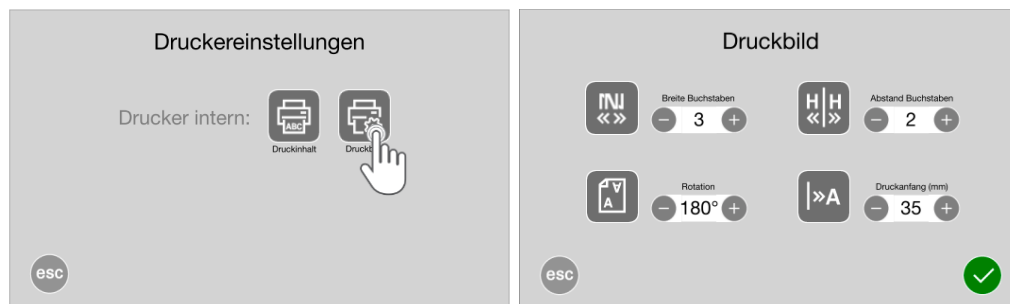 Druckereinstellungen
Drucker intern:
ABC
Druckinhalt
esc
Druckbild
Breite Buchstaben
3
Abstand Buchstaben
2
Rotation
180°
Druckanfang (mm)
35
esc